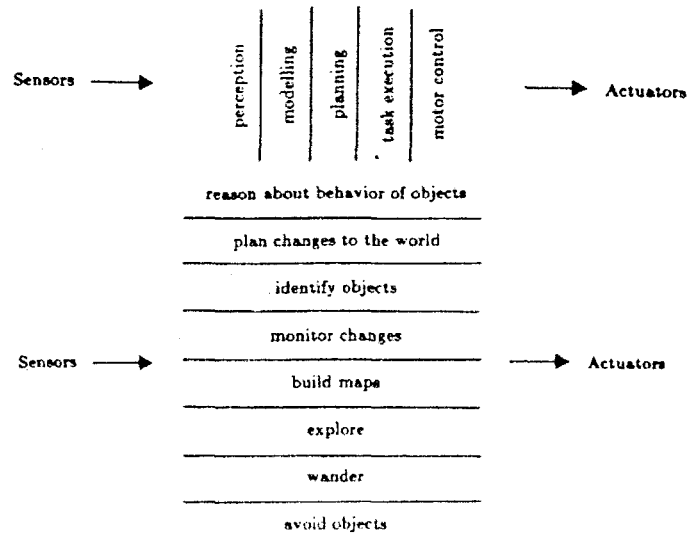 Sensors
perception
modelling
planning
task execution
motor control
Actuators
reason about behavior of objects
plan changes to the world
identify objects
monitor changes
Sensors
Actuators
build maps
explore
wander
avoid objects